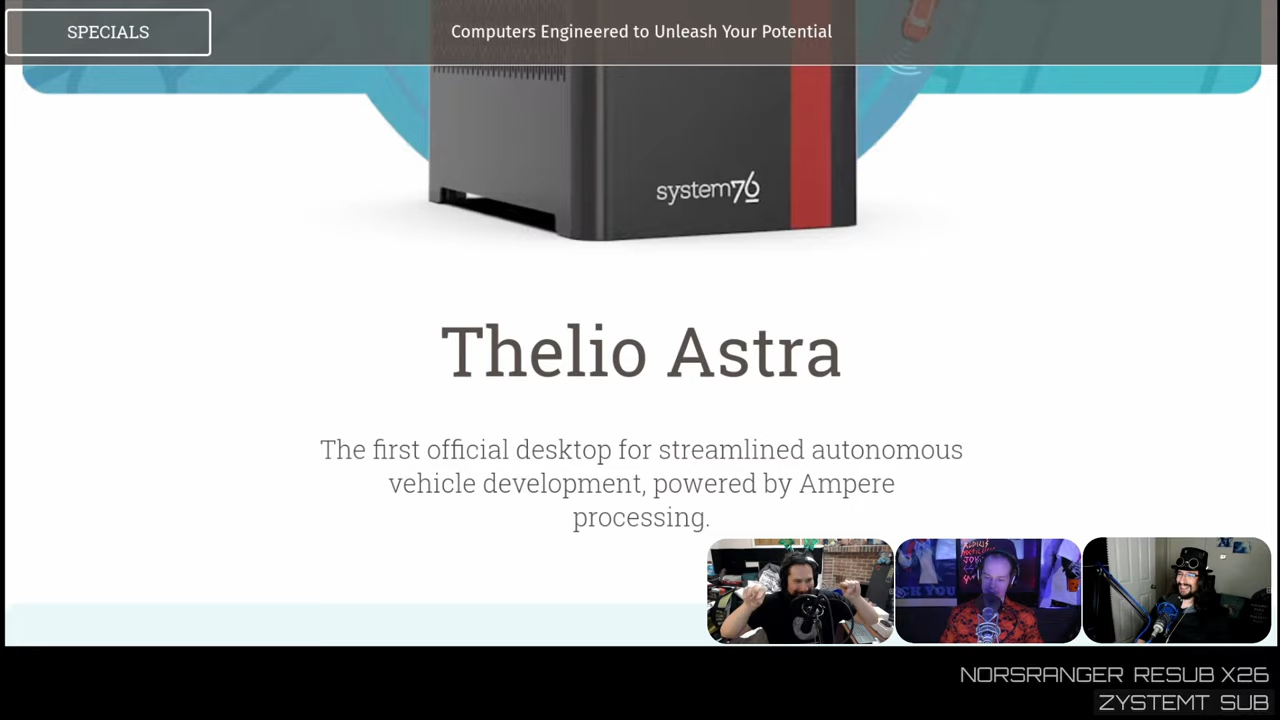 SPECIALS
Computers Engineered to Unleash Your Potential
system76
Thelio Astra
The first official desktop for streamlined autonomous
vehicle development, powered by Ampere
processing.
NORSRANGER RESUB X26
ZYSTEMT SUB